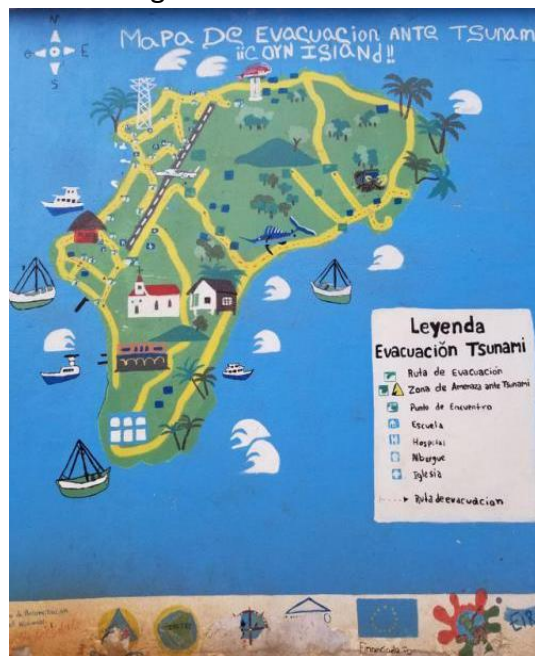 N
O E
S
MAPA DE EVACUACION ANTE TSunami
¡¡CORN ISLAND!!
Leyenda
Evacuación Tsunami
Ruta de Evacuación
Zona de Amenaza ante Tsunami
Punto de Encuentro
Escuela
H Hospital
Albergue
Iglesia
Ruta de evacuacion